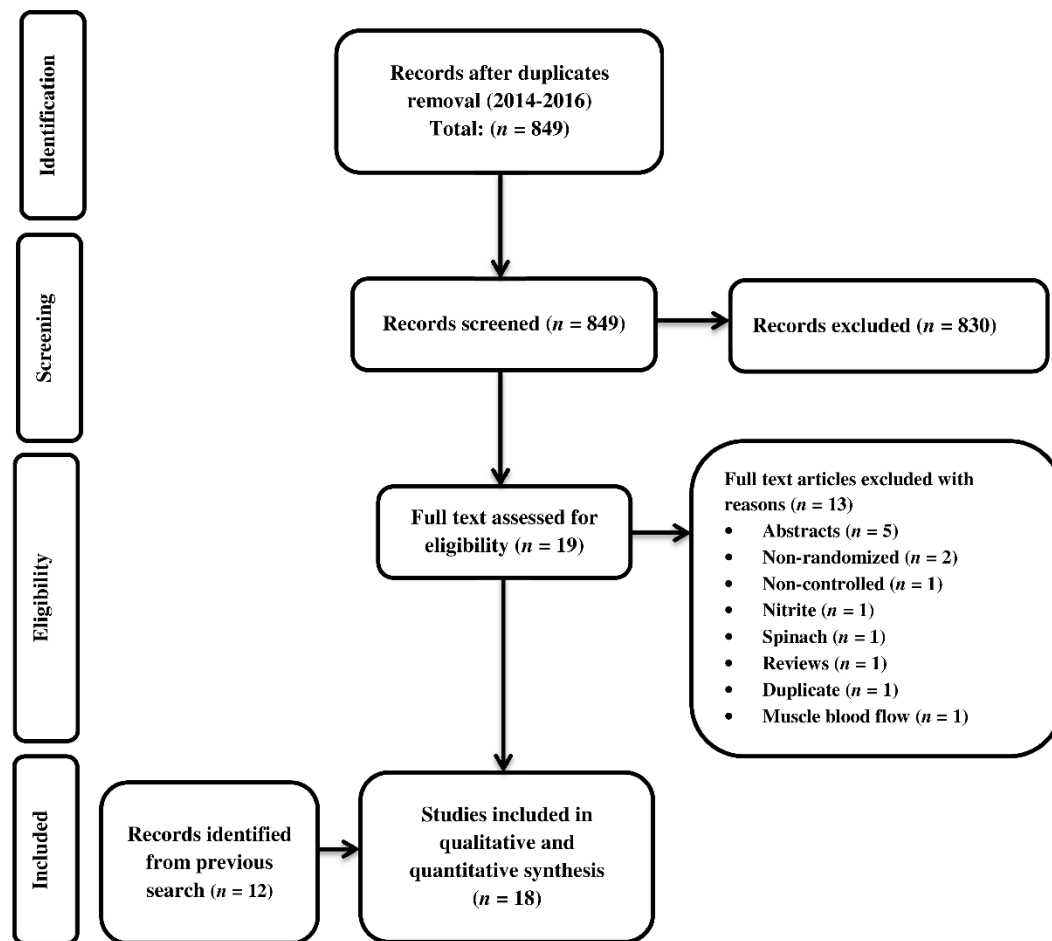 Identification
Records after duplicates
removal (2014-2016)
Total: (n = 849)
Screening
Records screened (n = 849)
Records excluded (n = 830)
Eligibility
Full text assessed for
eligibility (n = 19)
Full text articles excluded with
reasons (n = 13)
• Abstracts (n = 5)
• Non-randomized (n = 2)
• Non-controlled (n = 1)
• Nitrite (n = 1)
• Spinach (n = 1)
• Reviews (n = 1)
• Duplicate (n = 1)
• Muscle blood flow (n = 1)
Included
Records identified
from previous
search (n = 12)
Studies included in
qualitative and
quantitative synthesis
(n = 18)